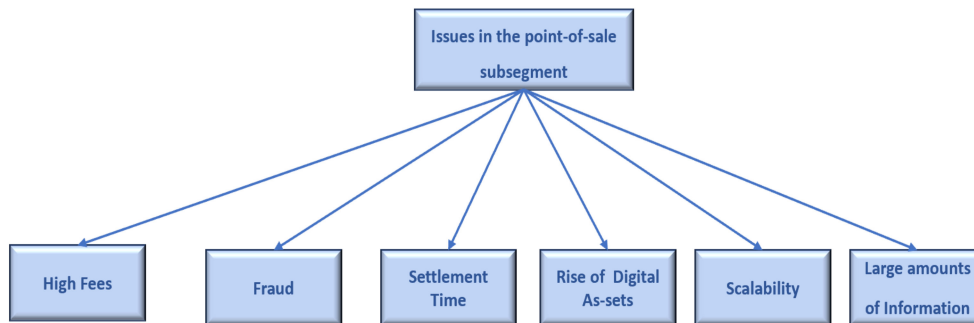 Issues in the point-of-sale
subsegment
High Fees
Fraud
Settlement
Time
Rise of Digital
As-sets
Scalability
Large amounts
of Information